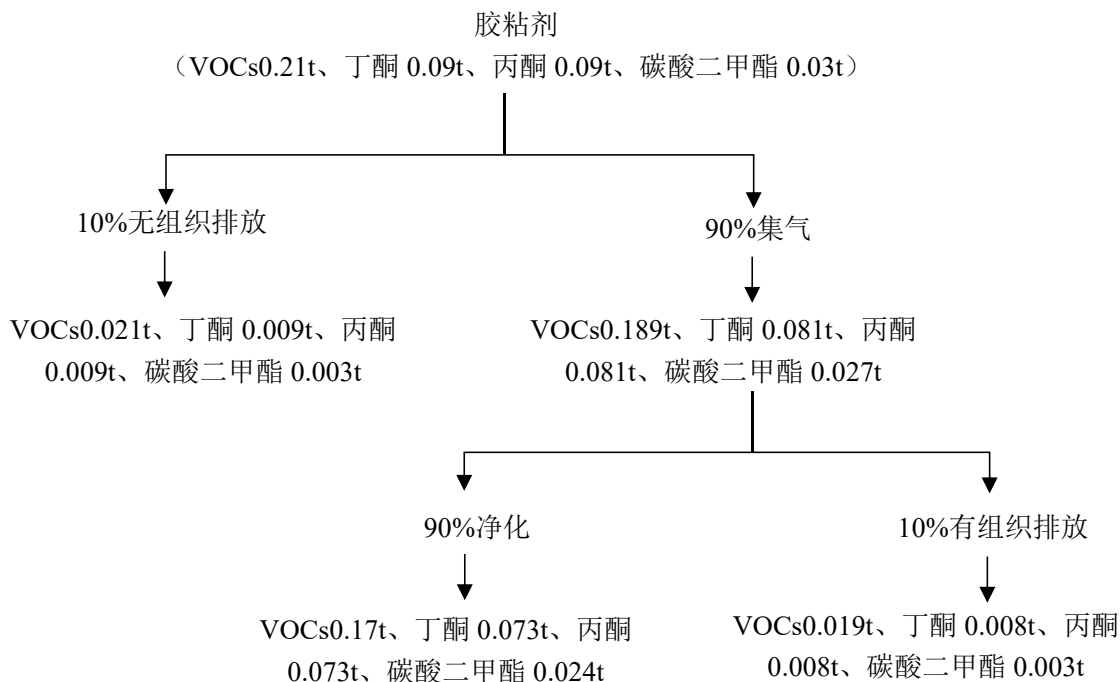 胶粘剂
（VOCs0.21t、丁酮 0.09t、丙酮 0.09t、碳酸二甲酯 0.03t）
10%无组织排放
90%集气
VOCs0.021t、丁酮 0.009t、丙酮
0.009t、碳酸二甲酯 0.003t
VOCs0.189t、丁酮 0.081t、丙酮
0.081t、碳酸二甲酯 0.027t
90%净化
10%有组织排放
VOCs0.17t、丁酮 0.073t、丙酮
0.073t、碳酸二甲酯 0.024t
VOCs0.019t、丁酮 0.008t、丙酮
0.008t、碳酸二甲酯 0.003t